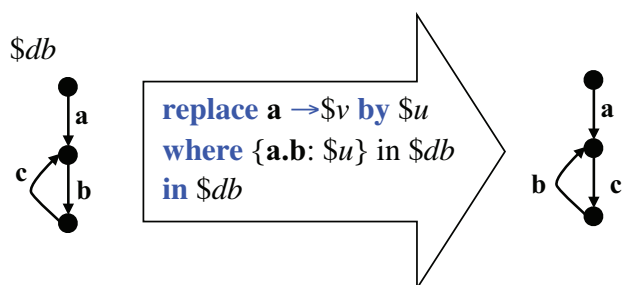 $db
a
c
b
replace a →$v by $u
where {a.b: $u} in $db
in $db
a
b
c